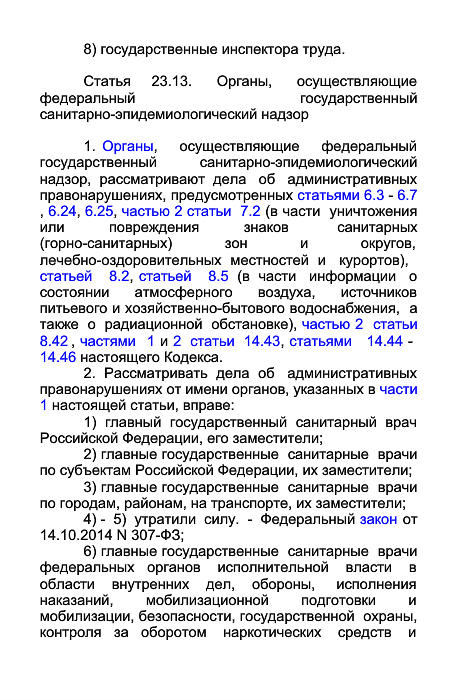 8) государственные инспектора труда.
Статья 23.13. Органы, осуществляющие
федеральный государственный
санитарно-эпидемиологический надзор
1. Органы, осуществляющие федеральный
государственный санитарно-эпидемиологический
надзор, рассматривают дела об административных
правонарушениях, предусмотренных статьями 6.3 - 6.7
, 6.24, 6.25, частью 2 статьи 7.2 (в части уничтожения
или повреждения знаков санитарных
(горно-санитарных) зон и округов,
лечебно-оздоровительных местностей и курортов),
статьей 8.2, статьей 8.5 (в части информации о
состоянии атмосферного воздуха, источников
питьевого и хозяйственно-бытового водоснабжения, а
также о радиационной обстановке), частью 2 статьи
8.42 , частями 1 и 2 статьи 14.43, статьями 14.44 -
14.46 настоящего Кодекса.
2. Рассматривать дела об административных
правонарушениях от имени органов, указанных в части
1 настоящей статьи, вправе:
1) главный государственный санитарный врач
Российской Федерации, его заместители;
2) главные государственные санитарные врачи
по субъектам Российской Федерации, их заместители;
3) главные государственные санитарные врачи
по городам, районам, на транспорте, их заместители;
4) - 5) утратили силу. - Федеральный закон от
14.10.2014 N 307-ФЗ;
6) главные государственные санитарные врачи
федеральных органов исполнительной власти в
области внутренних дел, обороны, исполнения
наказаний, мобилизационной подготовки и
мобилизации, безопасности, государственной охраны,
контроля за оборотом наркотических средств и